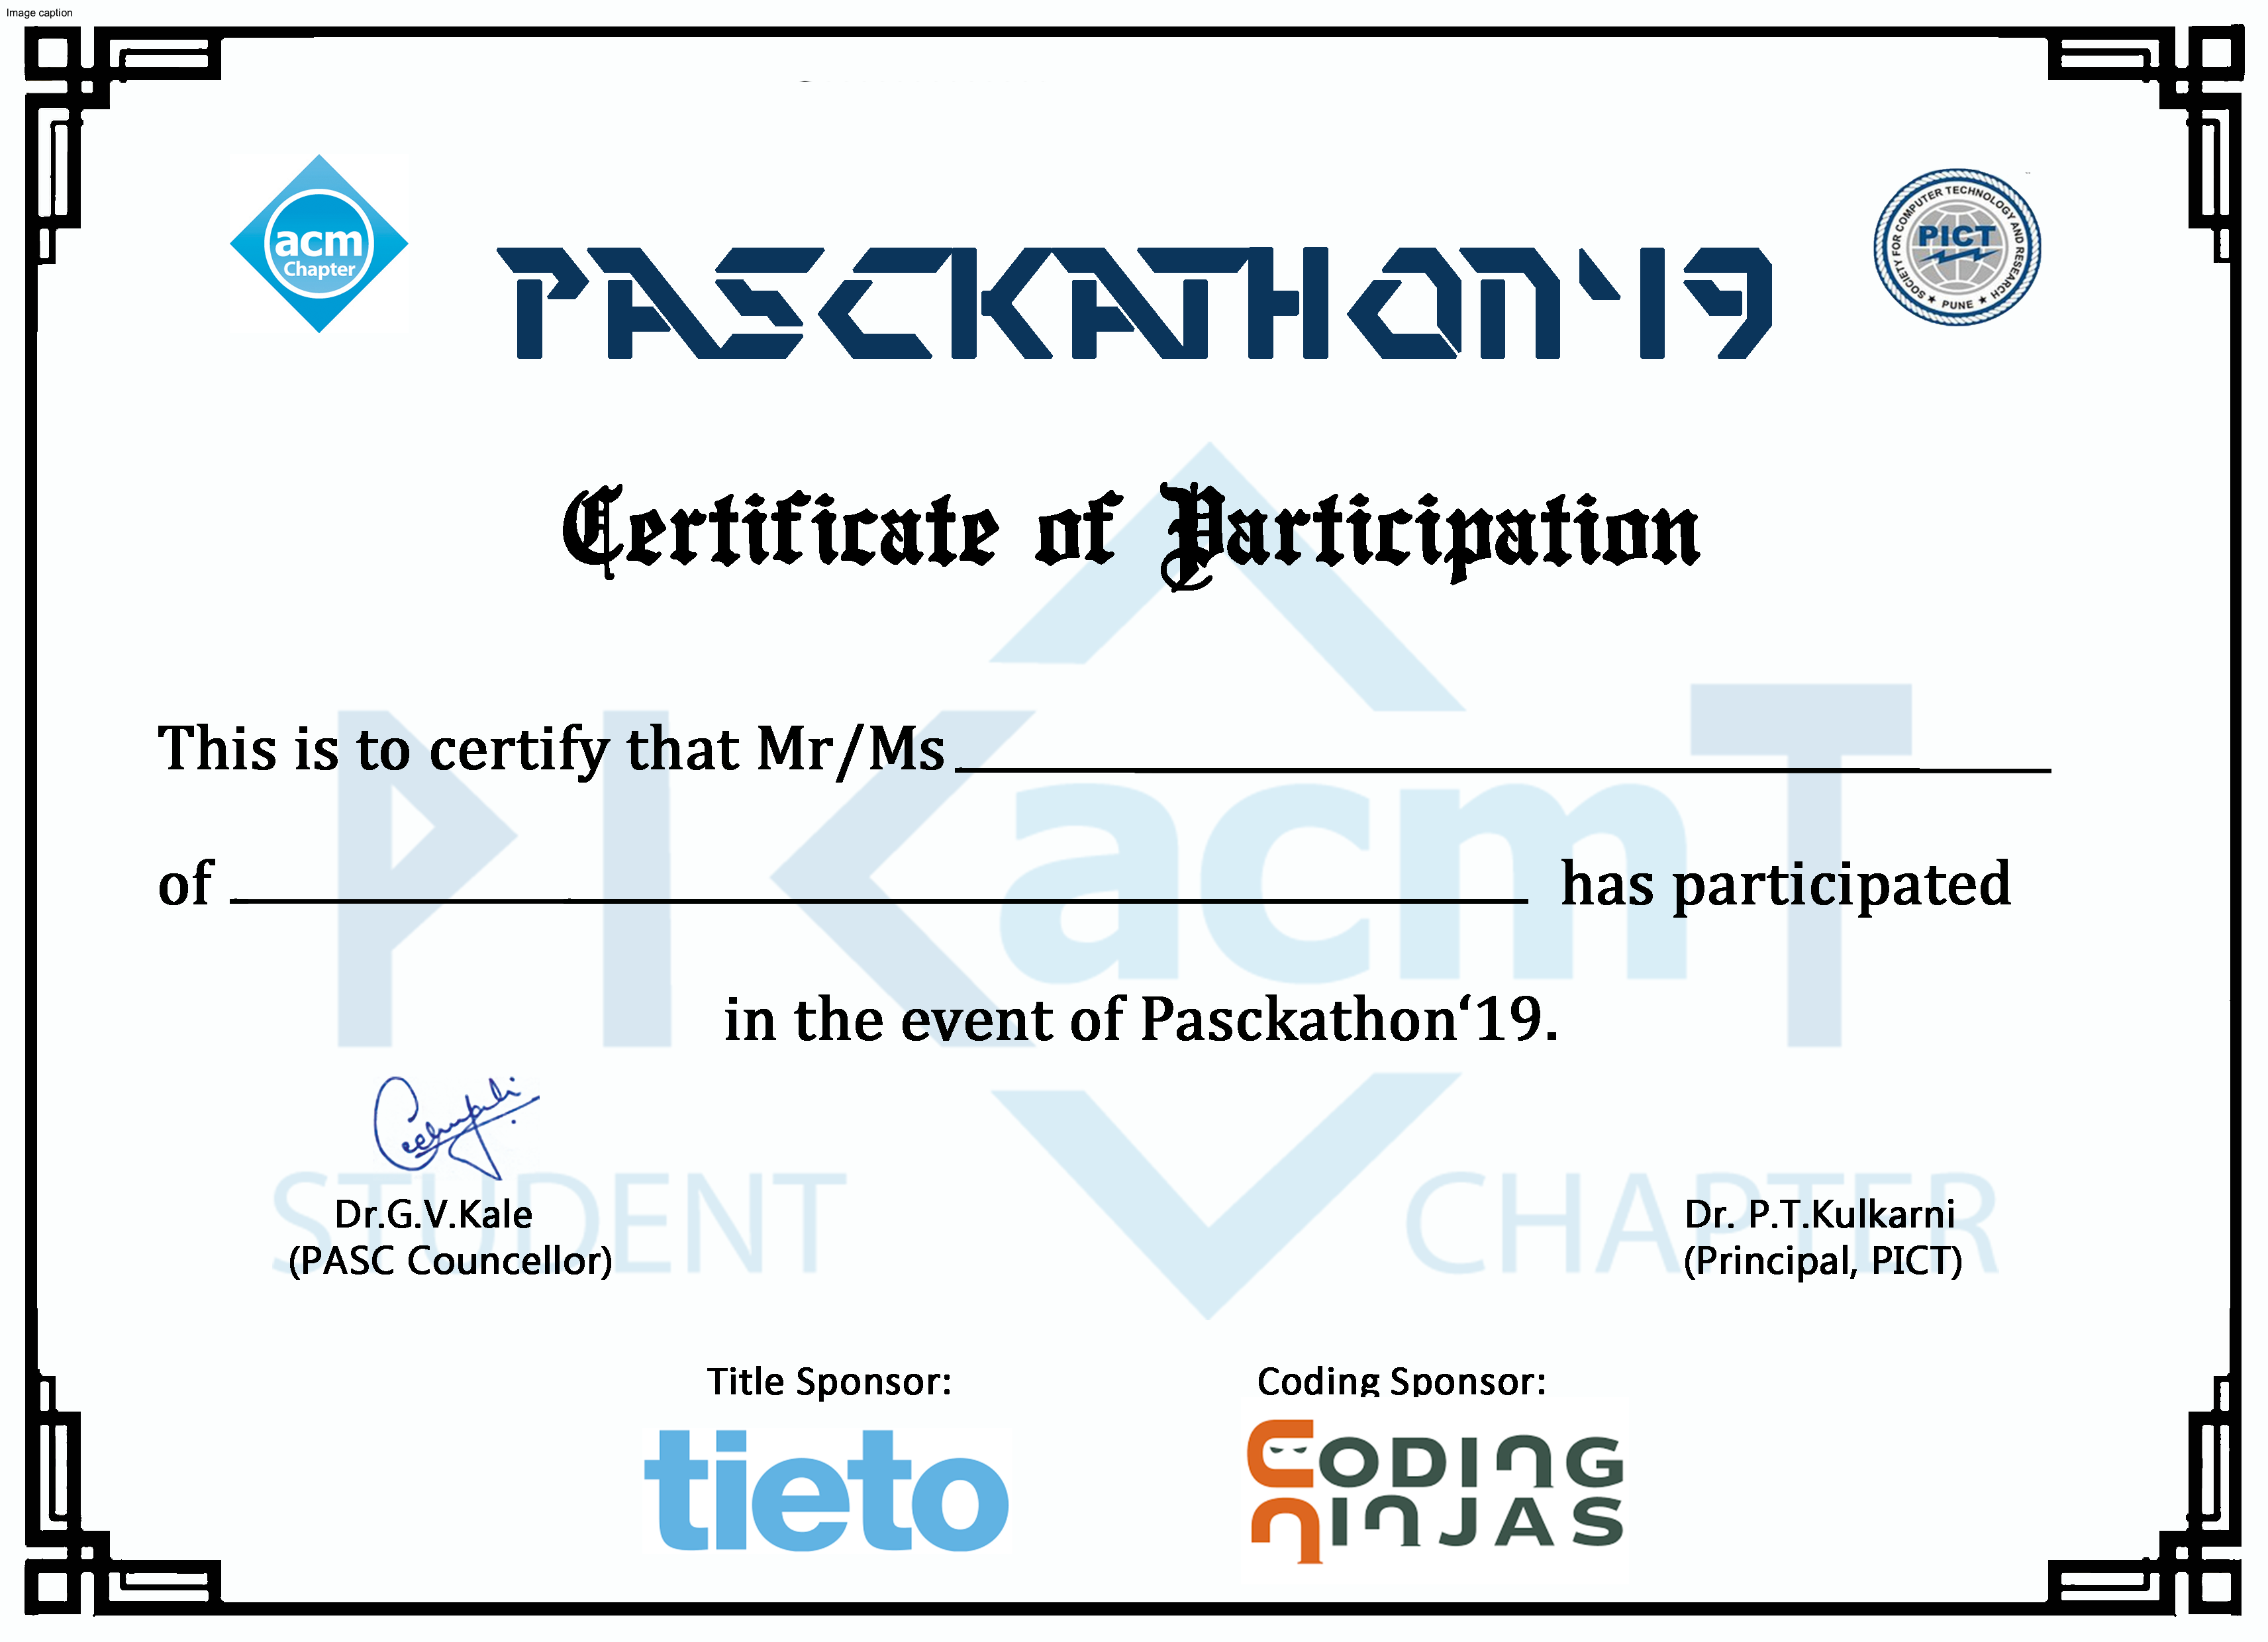 Image caption
acm
Chapter
SOCIETY FOR COMPUTER TECHNOLOGY AND RESEARCH
PICT
★ PUNE ★
PASCKATHON'19
Certificate of Participation
This is to certify that Mr/Ms
of has participated
in the event of Pasckathon‘19.
PICT
acm
STUDENT CHAPTER
Dr.G.V.Kale
(PASC Councellor)
Dr. P.T.Kulkarni
(Principal, PICT)
Title Sponsor:
tieto
Coding Sponsor:
CODING
NINJAS